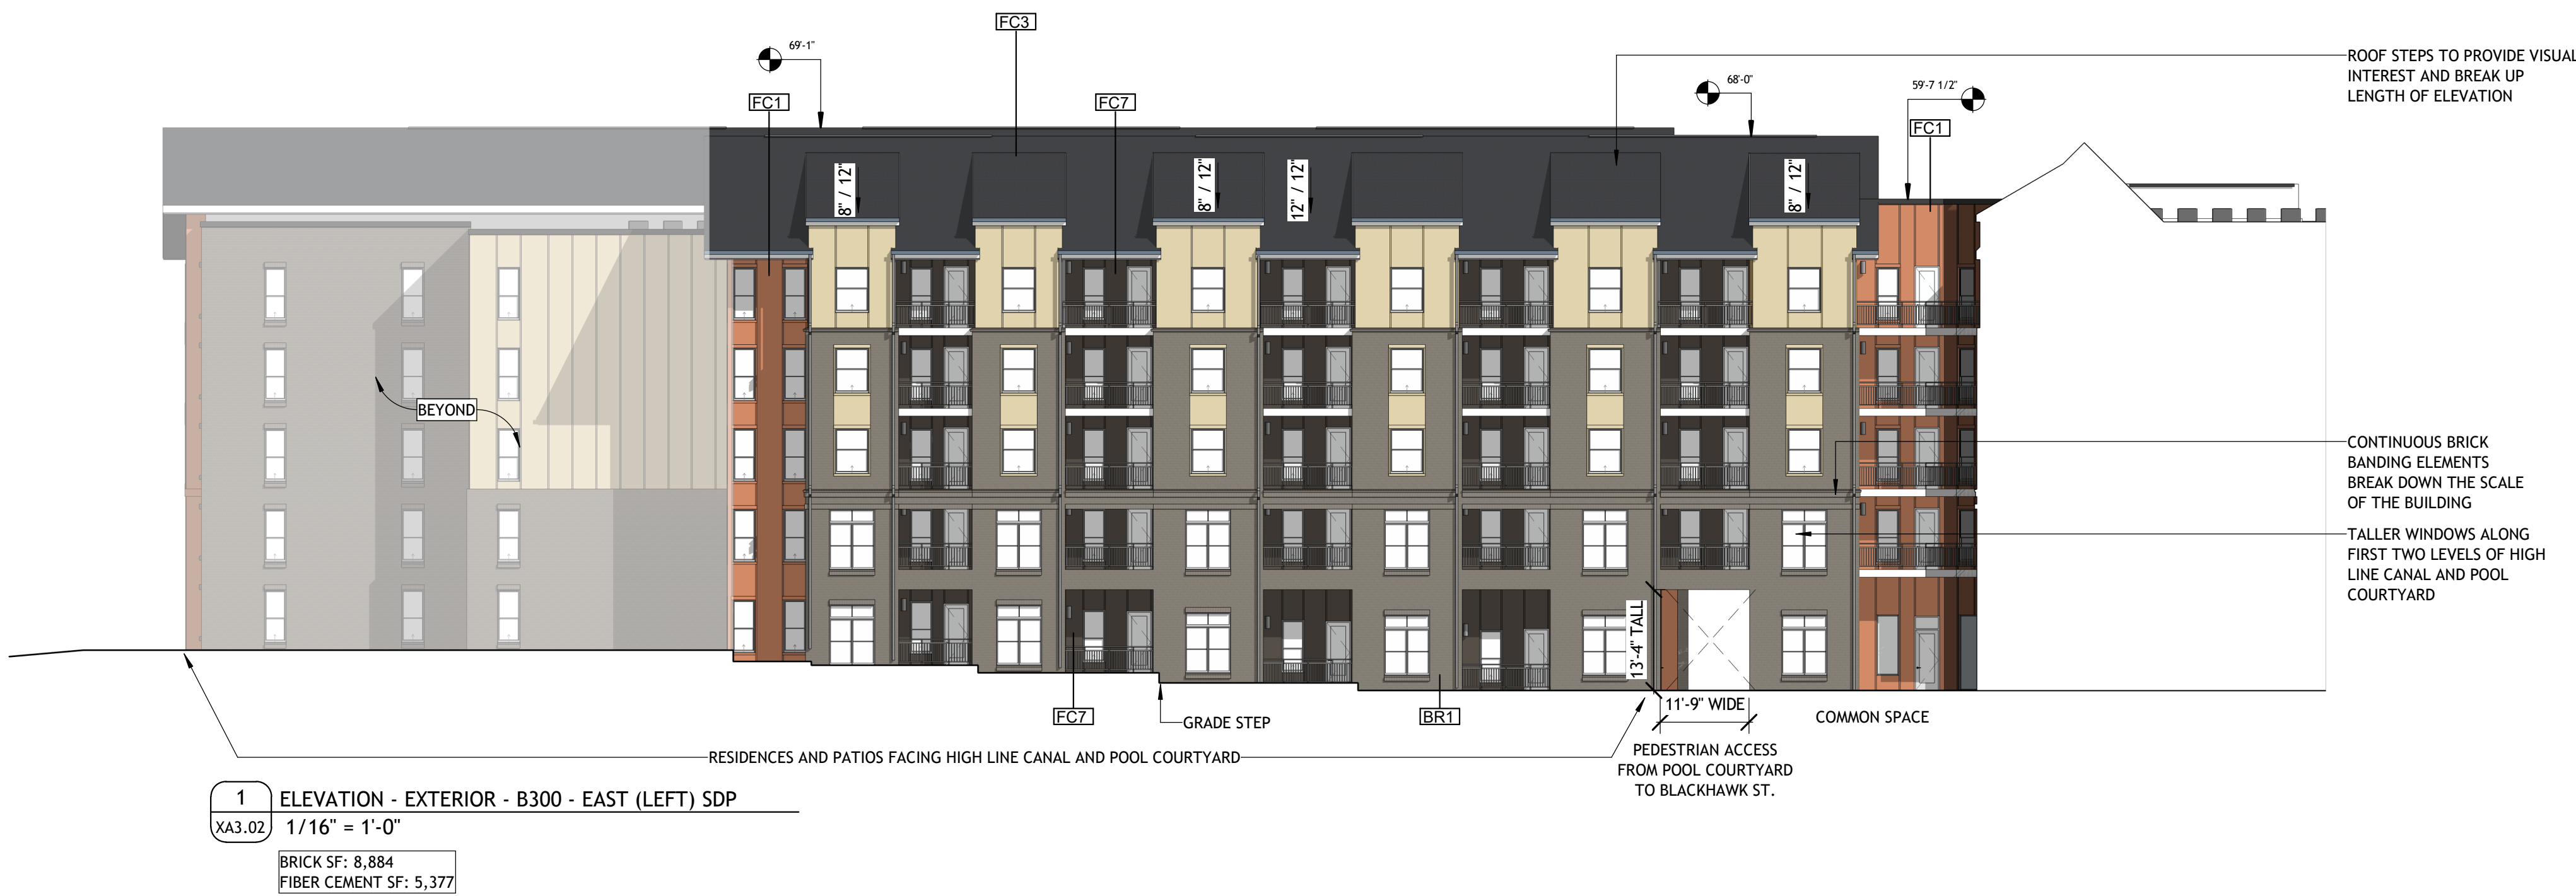 FC3
69'-1"
ROOF STEPS TO PROVIDE VISUAL
INTEREST AND BREAK UP
LENGTH OF ELEVATION
68'-0"
59'-7 1/2"
FC1
FC7
FC1
8" / 12"
8" / 12"
12" / 12"
8" / 12"
BEYOND
CONTINUOUS BRICK
BANDING ELEMENTS
BREAK DOWN THE SCALE
OF THE BUILDING
TALLER WINDOWS ALONG
FIRST TWO LEVELS OF HIGH
LINE CANAL AND POOL
COURTYARD
13'-4" TALL
11'-9" WIDE
FC7
GRADE STEP
BR1
COMMON SPACE
RESIDENCES AND PATIOS FACING HIGH LINE CANAL AND POOL COURTYARD
PEDESTRIAN ACCESS
FROM POOL COURTYARD
TO BLACKHAWK ST.
1
ELEVATION - EXTERIOR - B300 - EAST (LEFT) SDP
XA3.02
1/16" = 1'-0"
BRICK SF: 8,884
FIBER CEMENT SF: 5,377